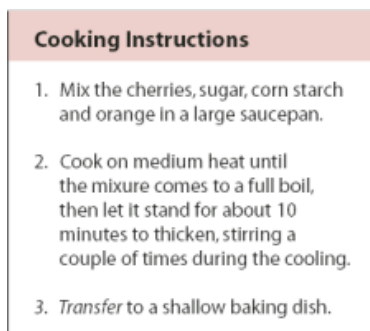 Cooking Instructions
1. Mix the cherries, sugar, corn starch
and orange in a large saucepan.
2. Cook on medium heat until
the mixure comes to a full boil,
then let it stand for about 10
minutes to thicken, stirring a
couple of times during the cooling.
3. Transfer to a shallow baking dish.